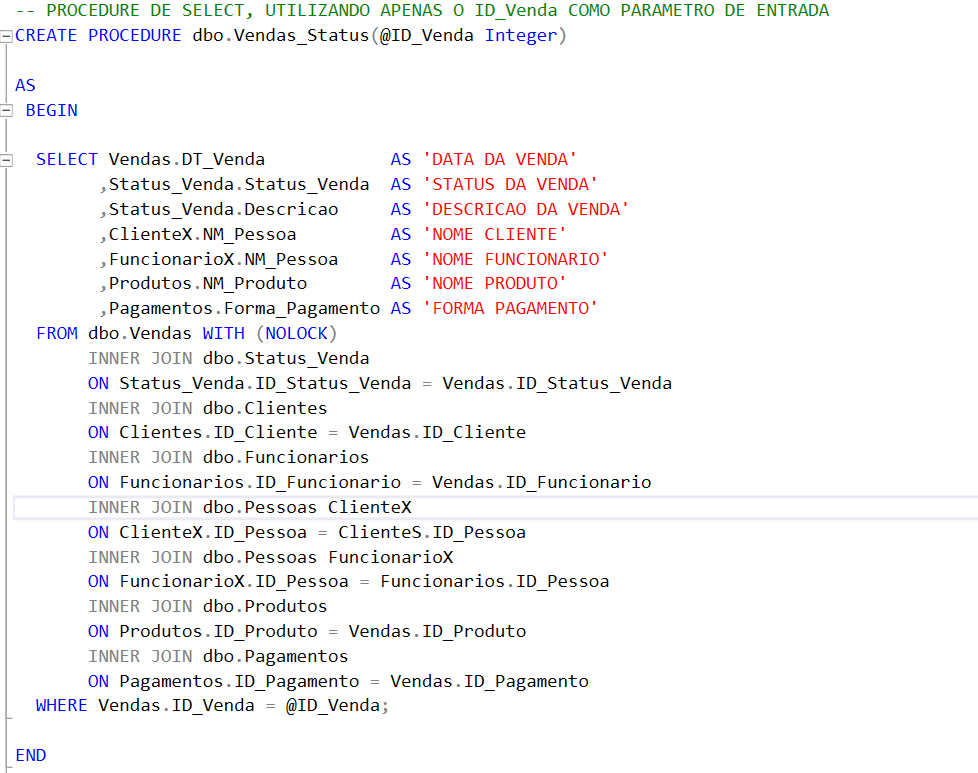 -- PROCEDURE DE SELECT, UTILIZANDO APENAS O ID_Venda COMO PARAMETRO DE ENTRADA
CREATE PROCEDURE dbo.Vendas_Status(@ID_Venda Integer)
AS
BEGIN
SELECT Vendas.DT_Venda AS 'DATA DA VENDA'
,Status_Venda.Status_Venda AS 'STATUS DA VENDA'
,Status_Venda.Descricao AS 'DESCRICAO DA VENDA'
,ClienteX.NM_Pessoa AS 'NOME CLIENTE'
,FuncionarioX.NM_Pessoa AS 'NOME FUNCIONARIO'
,Produtos.NM_Produto AS 'NOME PRODUTO'
,Pagamentos.Forma_Pagamento AS 'FORMA PAGAMENTO'
FROM dbo.Vendas WITH (NOLOCK)
INNER JOIN dbo.Status_Venda
ON Status_Venda.ID_Status_Venda = Vendas.ID_Status_Venda
INNER JOIN dbo.Clientes
ON Clientes.ID_Cliente = Vendas.ID_Cliente
INNER JOIN dbo.Funcionarios
ON Funcionarios.ID_Funcionario = Vendas.ID_Funcionario
INNER JOIN dbo.Pessoas ClienteX
ON ClienteX.ID_Pessoa = ClienteS.ID_Pessoa
INNER JOIN dbo.Pessoas FuncionarioX
ON FuncionarioX.ID_Pessoa = Funcionarios.ID_Pessoa
INNER JOIN dbo.Produtos
ON Produtos.ID_Produto = Vendas.ID_Produto
INNER JOIN dbo.Pagamentos
ON Pagamentos.ID_Pagamento = Vendas.ID_Pagamento
WHERE Vendas.ID_Venda = @ID_Venda;
END